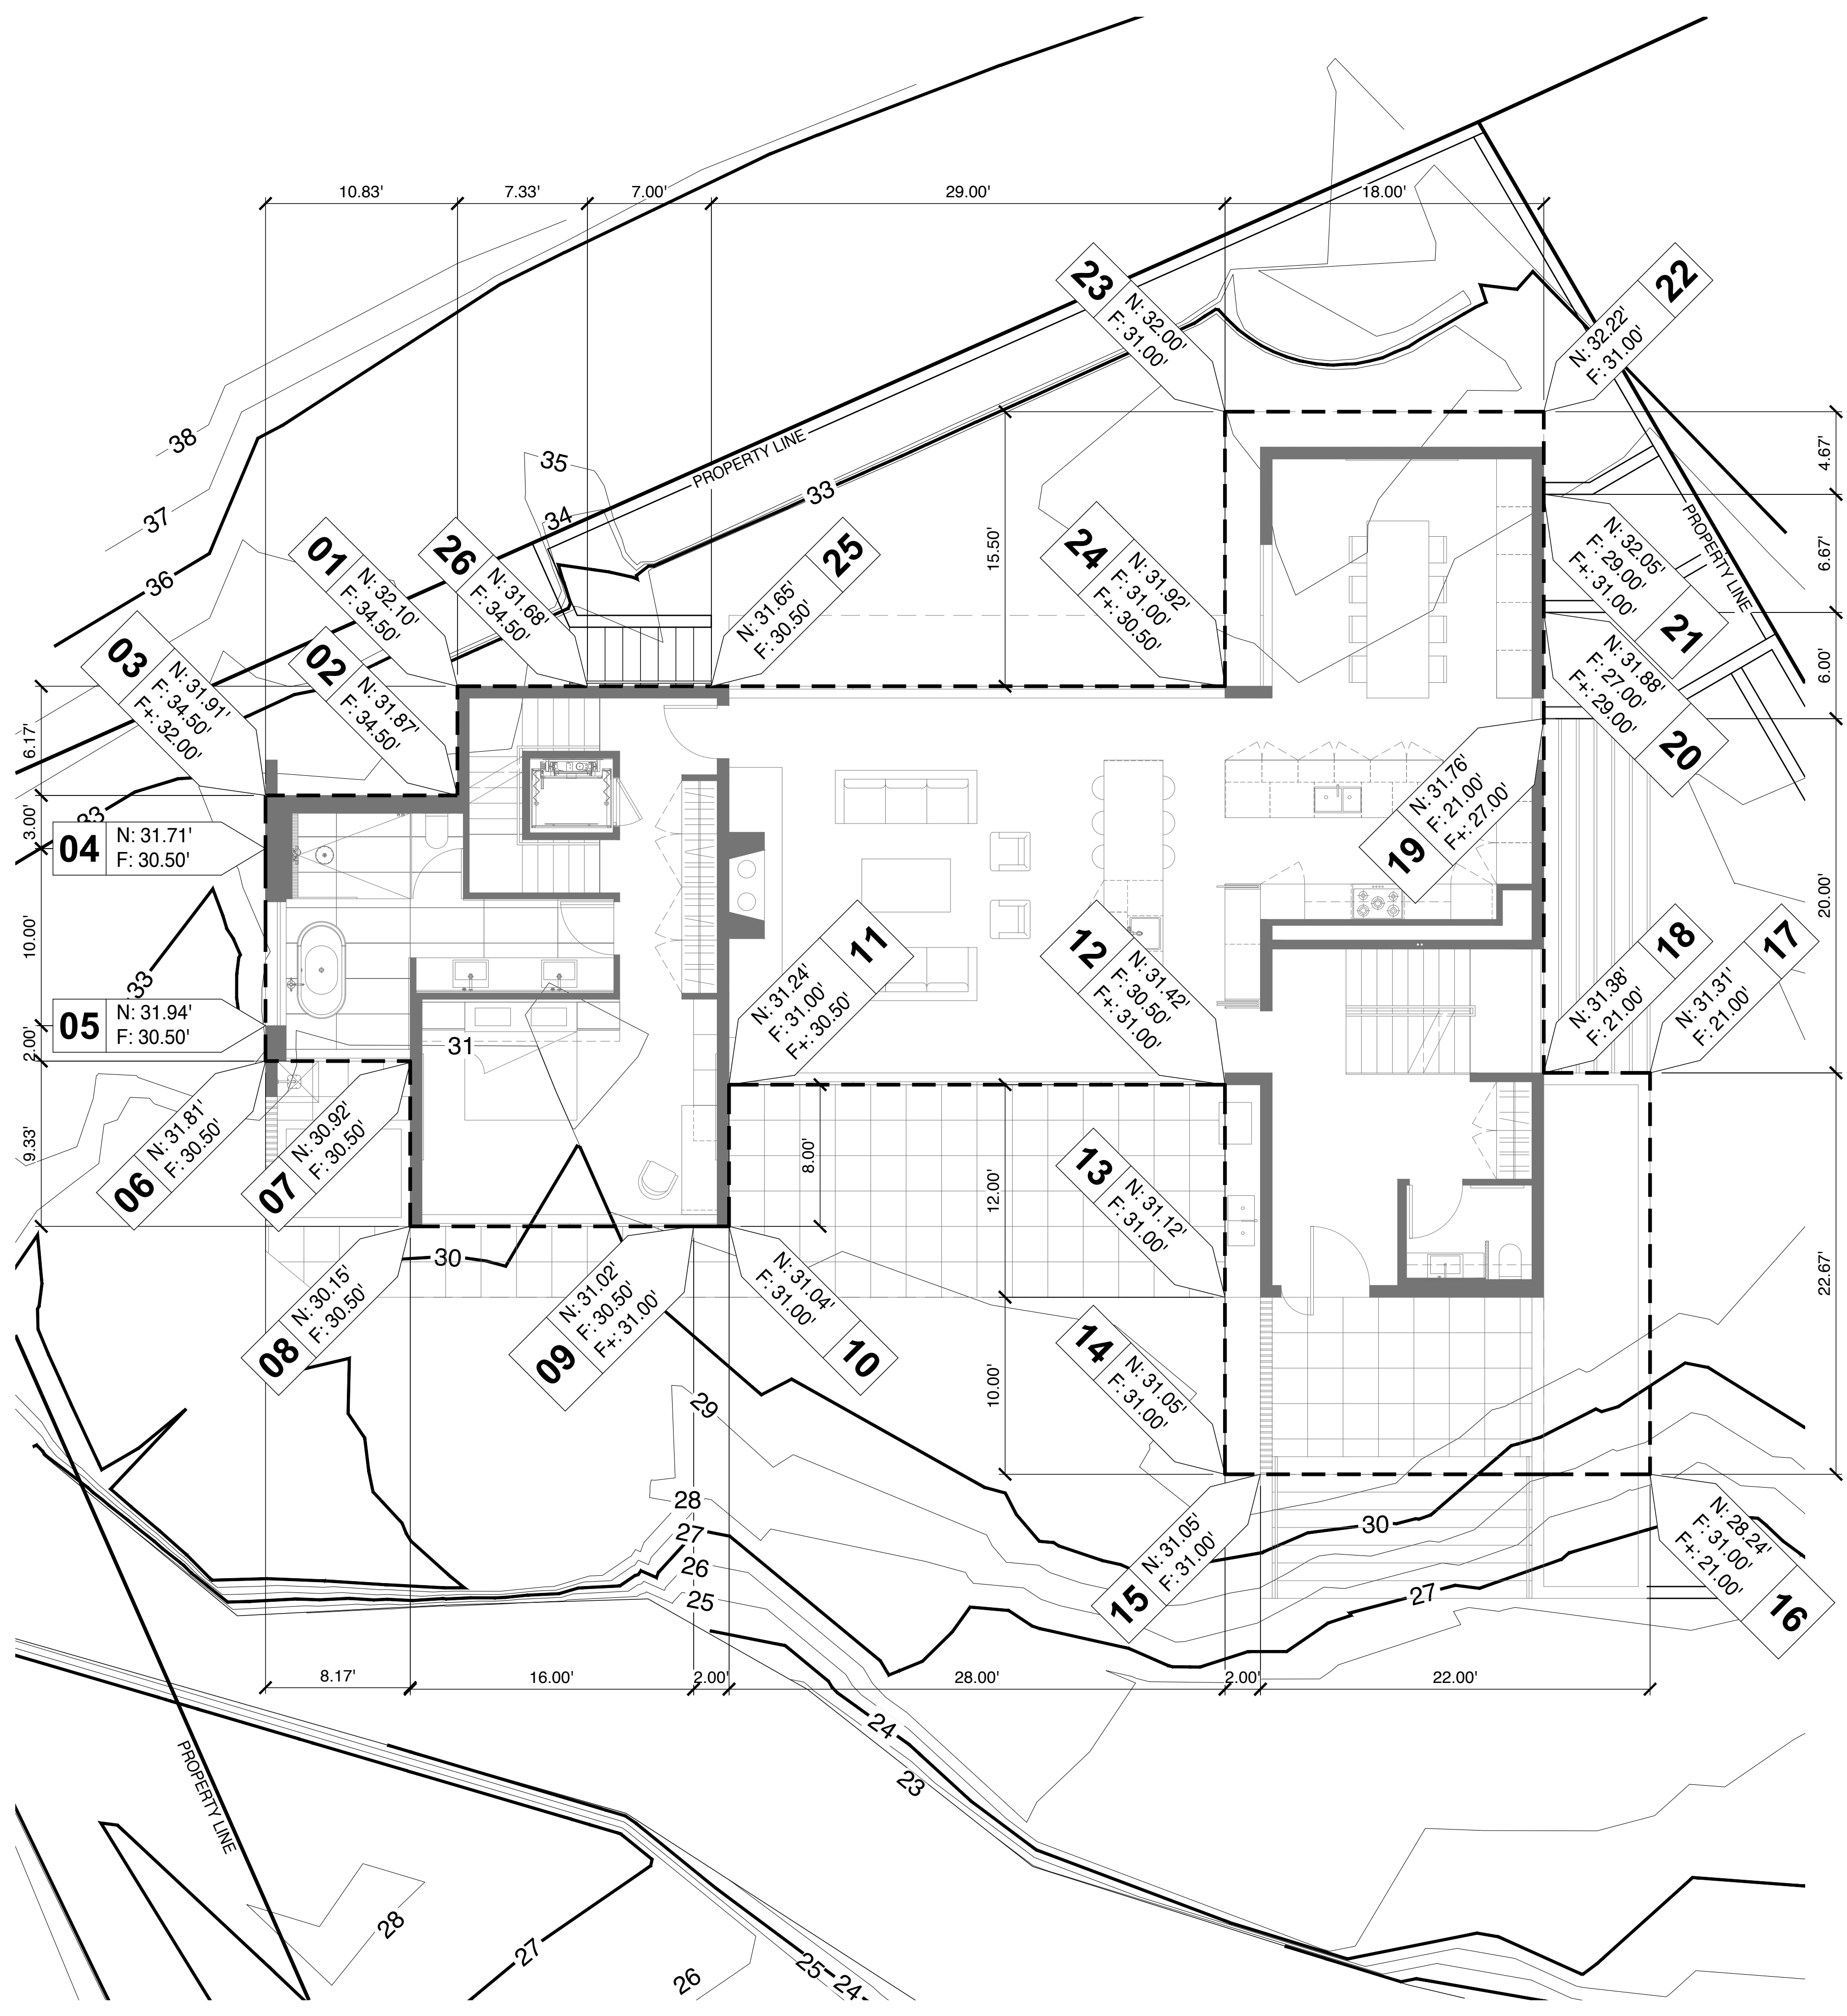 10.83'
7.33'
7.00'
29.00'
18.00'
23
N: 32.00'
F: 31.00'
22
N: 32.22'
F: 31.00'
38
37
36
35
34
33
PROPERTY LINE
4.67'
6.67'
6.00'
20.00'
22.67'
PROPERTY LINE
01
N: 32.10'
F: 34.50'
26
N: 31.68'
F: 34.50'
25
N: 31.65'
F: 30.50'
15.50'
24
N: 31.92'
F: 31.00'
F+: 30.50'
N: 32.05'
F: 29.00'
F+: 31.00'
21
03
N: 31.91'
F: 34.50'
F+: 32.00'
02
N: 31.87'
F: 34.50'
N: 31.88'
F: 27.00'
F+: 29.00'
20
6.17'
3.00'
10.00'
2.00'
9.33'
33
04
N: 31.71'
F: 30.50'
N: 31.76'
F: 21.00'
F+: 27.00'
19
33
05
N: 31.94'
F: 30.50'
31
11
N: 31.24'
F: 31.00'
F+: 30.50'
12
N: 31.42'
F: 30.50'
F+: 31.00'
18
N: 31.38'
F: 21.00'
17
N: 31.31'
F: 21.00'
06
N: 31.81'
F: 30.50'
07
N: 30.92'
F: 30.50'
8.00'
12.00'
13
N: 31.12'
F: 31.00'
30
08
N: 30.15'
F: 30.50'
09
N: 31.02'
F: 30.50'
F+: 31.00'
N: 31.04'
F: 31.00'
10
10.00'
14
N: 31.05'
F: 31.00'
29
28
27
26
25
15
N: 31.05'
F: 31.00'
30
27
N: 28.24'
F: 31.00'
F+: 21.00'
16
8.17'
16.00'
2.00'
28.00'
2.00'
22.00'
24
23
PROPERTY LINE
28
27
26
25
24